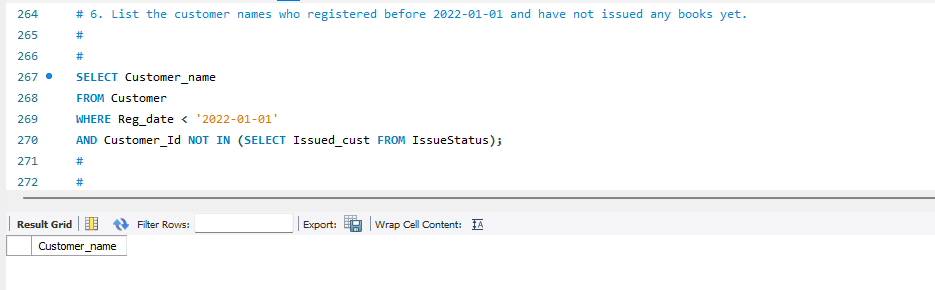 264 # 6. List the customer names who registered before 2022-01-01 and have not issued any books yet.
265 #
266 #
267 SELECT Customer_name
268 FROM Customer
269 WHERE Reg_date < '2022-01-01'
270 AND Customer_Id NOT IN (SELECT Issued_cust FROM IssueStatus);
271 #
272 #
Result Grid Filter Rows: Export: Wrap Cell Content: IA
Customer_name